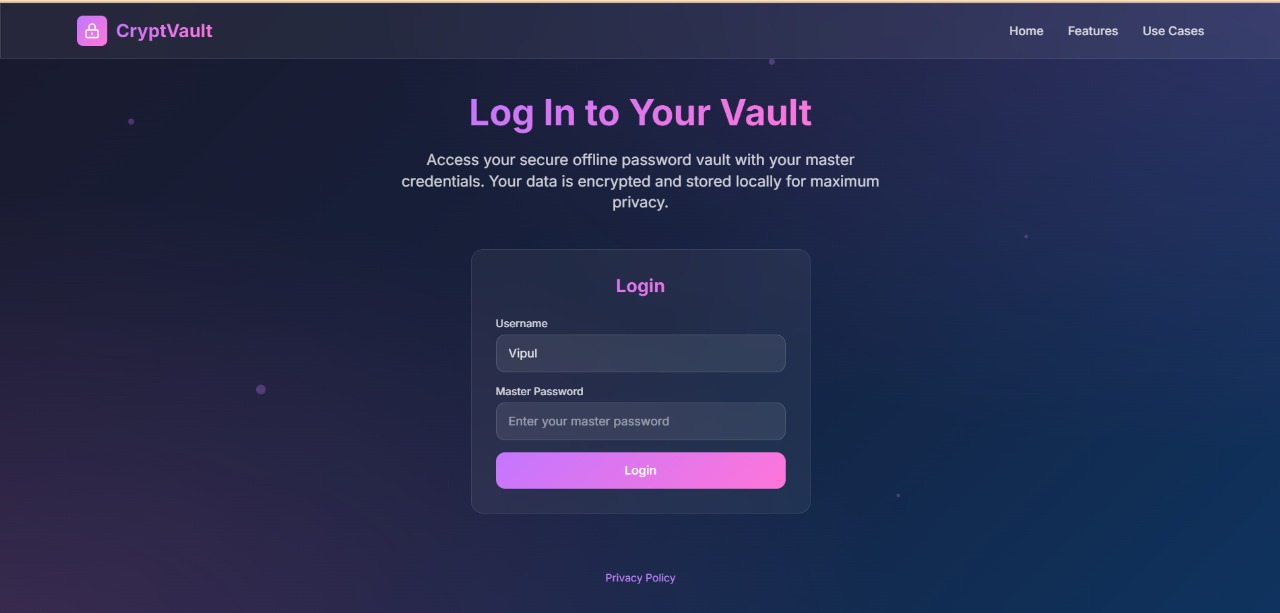 CryptVault
Home Features Use Cases
Log In to Your Vault
Access your secure offline password vault with your master
credentials. Your data is encrypted and stored locally for maximum
privacy.
Login
Username
Vipul
Master Password
Enter your master password
Login
Privacy Policy